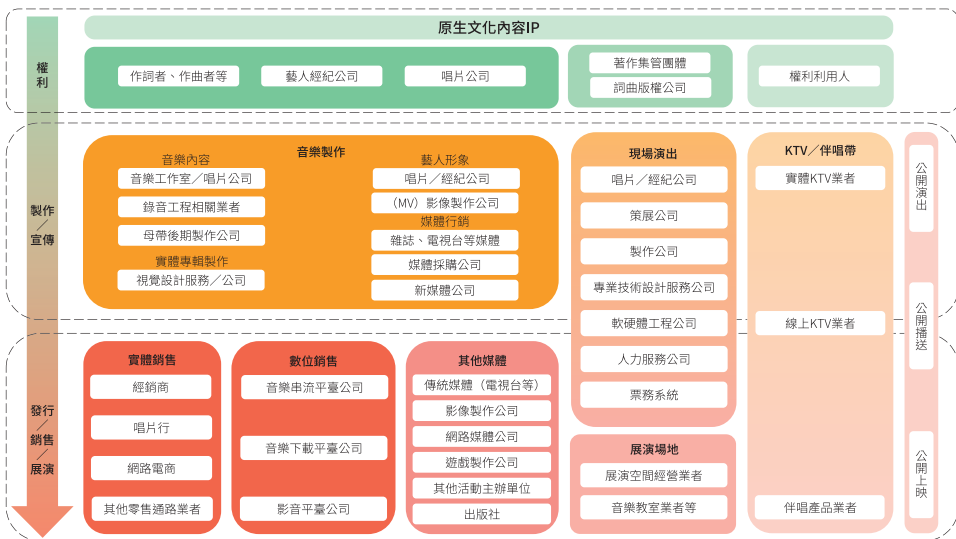 原生文化內容IP
權利
作詞者、作曲者等
藝人經紀公司
唱片公司
著作集管團體
詞曲版權公司
權利利用人
製作
／
宣傳
音樂製作
音樂內容
音樂工作室／唱片公司
錄音工程相關業者
母帶後期製作公司
實體專輯製作
視覺設計服務／公司
藝人形象
唱片／經紀公司
（MV）影像製作公司
媒體行銷
雜誌、電視台等媒體
媒體採購公司
新媒體公司
現場演出
唱片／經紀公司
策展公司
製作公司
專業技術設計服務公司
軟硬體工程公司
人力服務公司
票務系統
KTV／伴唱帶
實體KTV業者
線上KTV業者
伴唱產品業者
公開演出
公開播送
公開上映
發行
／
銷售
／
展演
實體銷售
經銷商
唱片行
網路電商
其他零售通路業者
數位銷售
音樂串流平臺公司
音樂下載平臺公司
影音平臺公司
其他媒體
傳統媒體（電視台等）
影像製作公司
網路媒體公司
遊戲製作公司
其他活動主辦單位
出版社
展演場地
展演空間經營業者
音樂教室業者等